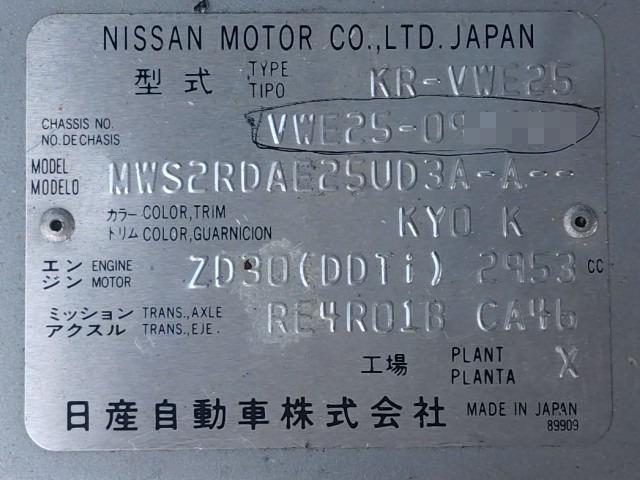 NISSAN MOTOR CO.,LTD. JAPAN
型式 TYPE TIPO KR-VWE25
CHASSIS NO. NO. DE CHASIS VWE25-09
MODEL MODELO MWS2RDAE25UD3A-A--
カラー COLOR,TRIM トリム COLOR,GUARNICION KY0 K
エンジン ENGINE MOTOR ZD30(DDTi) 2953 CC
ミッション TRANS.,AXLE アクスル TRANS.,EJE. RE4R01B CA46
工場 PLANT PLANTA X
日産自動車株式会社 MADE IN JAPAN
89909